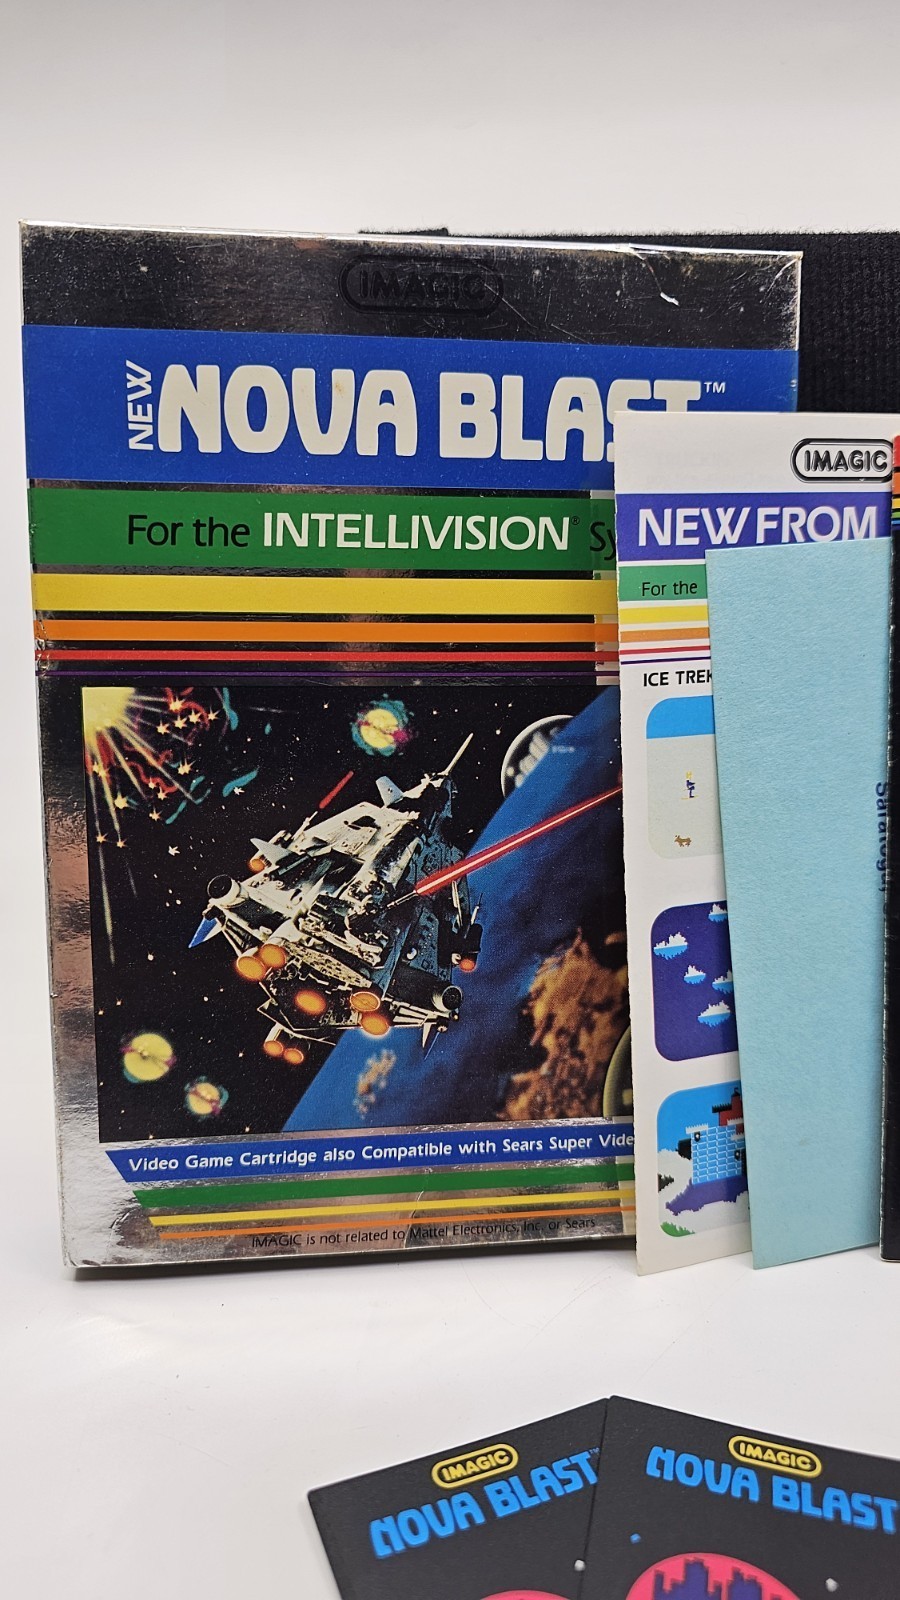 IMAGIC
NEW
NOVA BLAST™
For the INTELLIVISION® Sy
Video Game Cartridge also Compatible with Sears Super Vide
IMAGIC is not related to Mattel Electronics, Inc. or Sears
IMAGIC
NEW FROM
For the
ICE TREK
Saratoga,
IMAGIC
NOVA BLAST™
IMAGIC
NOVA BLAST